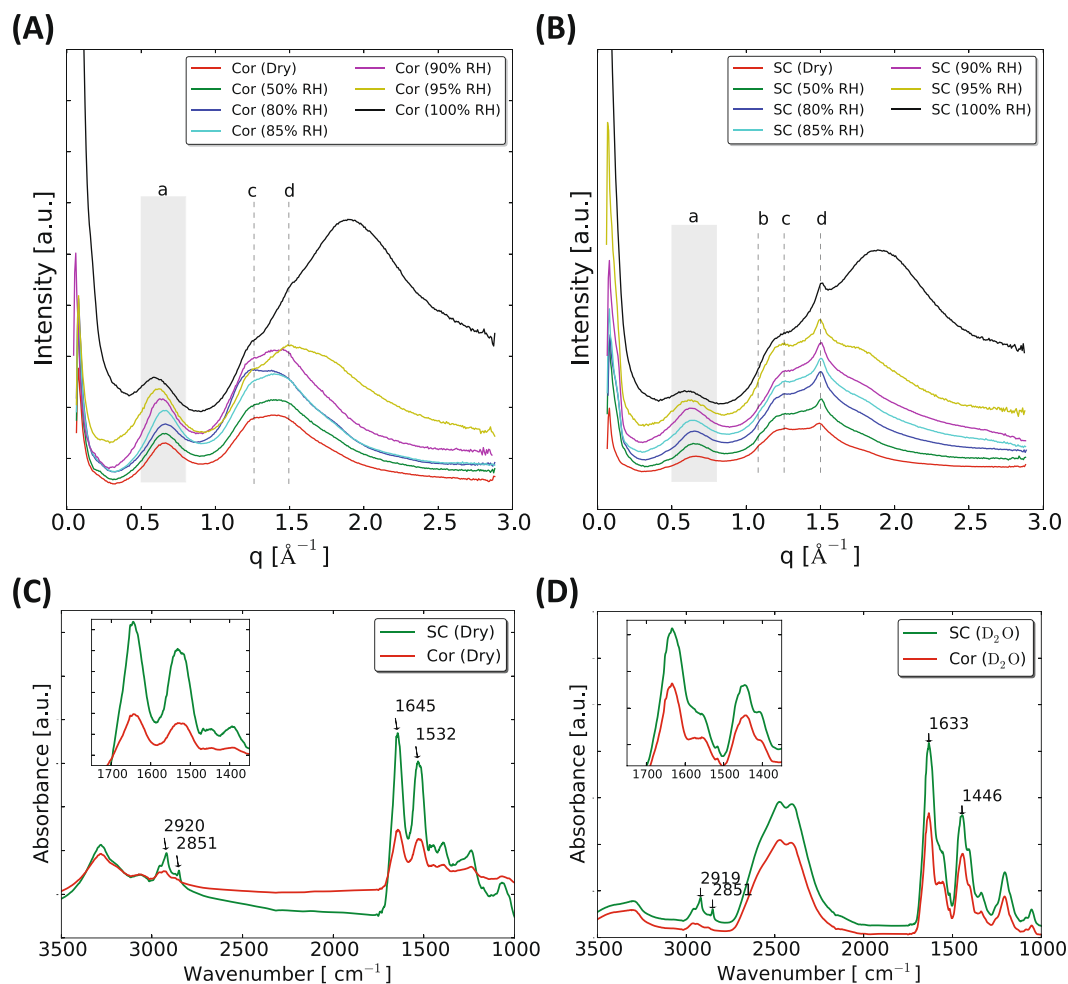 (A)
Cor (Dry)
Cor (50% RH)
Cor (80% RH)
Cor (85% RH)
Cor (90% RH)
Cor (95% RH)
Cor (100% RH)
a
c
d
Intensity [a.u.]
0.0 0.5 1.0 1.5 2.0 2.5 3.0
q [Å⁻¹]
(B)
SC (Dry)
SC (50% RH)
SC (80% RH)
SC (85% RH)
SC (90% RH)
SC (95% RH)
SC (100% RH)
a
b
c
d
Intensity [a.u.]
0.0 0.5 1.0 1.5 2.0 2.5 3.0
q [Å⁻¹]
(C)
SC (Dry)
Cor (Dry)
1700 1600 1500 1400
1645
1532
2920
2851
Absorbance [a.u.]
3500 3000 2500 2000 1500 1000
Wavenumber [ cm⁻¹]
(D)
SC (D₂O)
Cor (D₂O)
1700 1600 1500 1400
1633
1446
2919
2851
Absorbance [a.u.]
3500 3000 2500 2000 1500 1000
Wavenumber [ cm⁻¹]